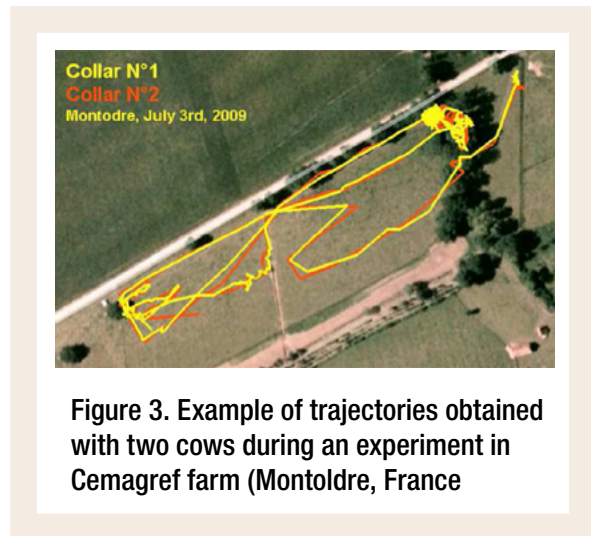 Collar N°1
Collar N°2
Montodre, July 3rd, 2009
Figure 3. Example of trajectories obtained
with two cows during an experiment in
Cemagref farm (Montoldre, France